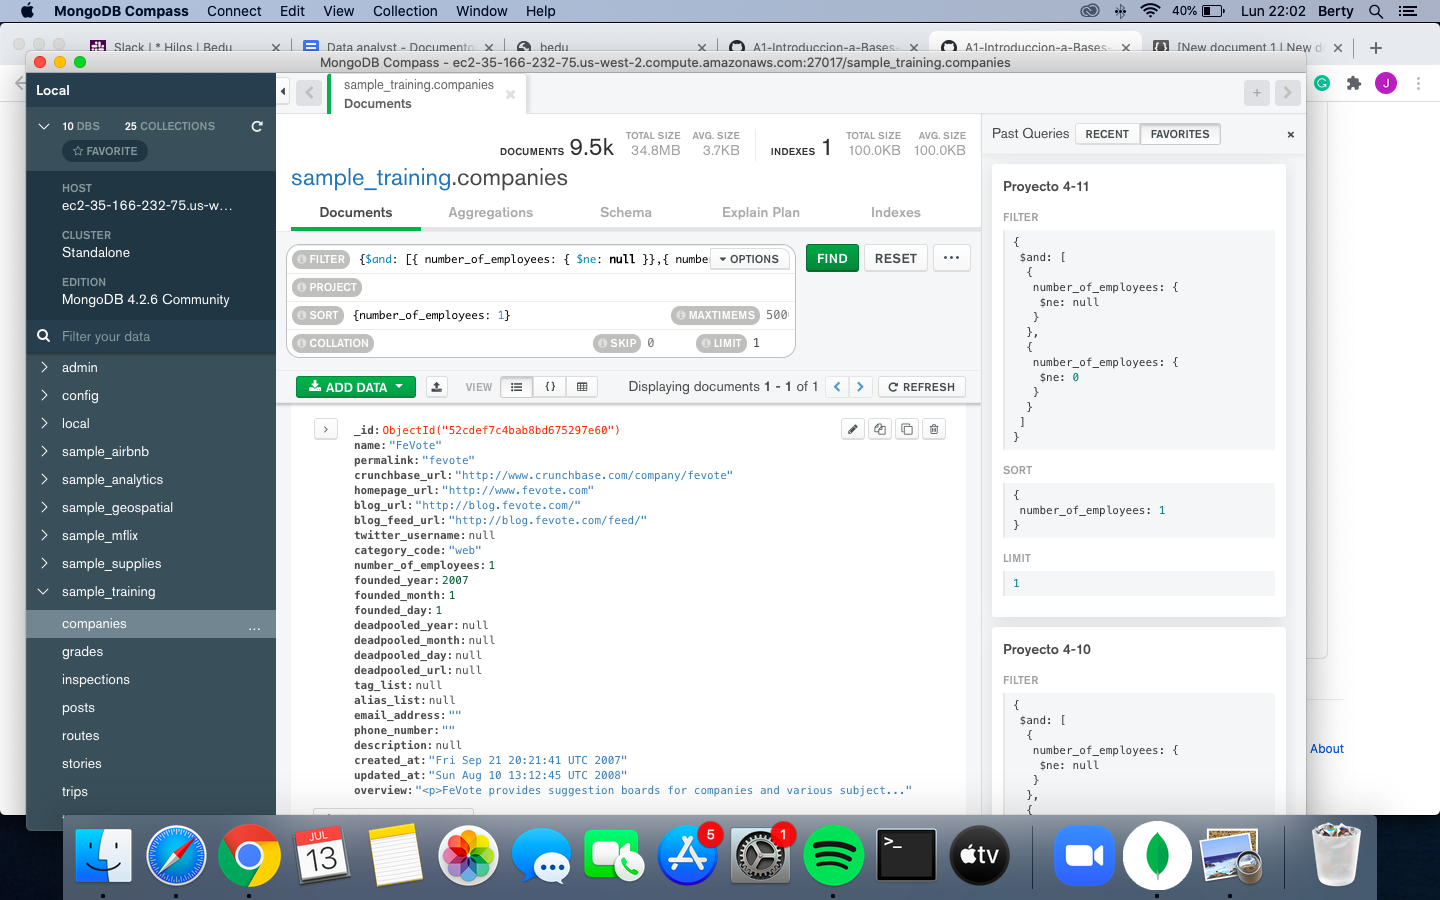 MongoDB Compass Connect Edit View Collection Window Help 40% Lun 22:02 Berty
Slack | * Hilos | Bedu
Data analyst - Documento
bedu
A1-Introduccion-a-Bases-
A1-Introduccion-a-Bases-
[New document 1 | New d
MongoDB Compass - ec2-35-166-232-75.us-west-2.compute.amazonaws.com:27017/sample_training.companies
Local
10 DBS 25 COLLECTIONS
FAVORITE
HOST
ec2-35-166-232-75.us-w...
CLUSTER
Standalone
EDITION
MongoDB 4.2.6 Community
Filter your data
admin
config
local
sample_airbnb
sample_analytics
sample_geospatial
sample_mflix
sample_supplies
sample_training
companies ...
grades
inspections
posts
routes
stories
trips
sample_training.companies
Documents
DOCUMENTS 9.5k TOTAL SIZE 34.8MB AVG. SIZE 3.7KB INDEXES 1 TOTAL SIZE 100.0KB AVG. SIZE 100.0KB
sample_training.companies
Documents Aggregations Schema Explain Plan Indexes
FILTER {$and: [{ number_of_employees: { $ne: null }},{ numbe OPTIONS FIND RESET ...
PROJECT
SORT {number_of_employees: 1} MAXTIMEMS 500
COLLATION SKIP 0 LIMIT 1
ADD DATA VIEW {} Displaying documents 1 - 1 of 1 < > REFRESH
_id: ObjectId("52cdef7c4bab8bd675297e60")
name: "FeVote"
permalink: "fevote"
crunchbase_url: "http://www.crunchbase.com/company/fevote"
homepage_url: "http://www.fevote.com"
blog_url: "http://blog.fevote.com/"
blog_feed_url: "http://blog.fevote.com/feed/"
twitter_username: null
category_code: "web"
number_of_employees: 1
founded_year: 2007
founded_month: 1
founded_day: 1
deadpooled_year: null
deadpooled_month: null
deadpooled_day: null
deadpooled_url: null
tag_list: null
alias_list: null
email_address: ""
phone_number: ""
description: null
created_at: "Fri Sep 21 20:21:41 UTC 2007"
updated_at: "Sun Aug 10 13:12:45 UTC 2008"
overview: "<p>FeVote provides suggestion boards for companies and various subject..."
Past Queries RECENT FAVORITES
Proyecto 4-11
FILTER
{
$and: [
{
number_of_employees: {
$ne: null
}
},
{
number_of_employees: {
$ne: 0
}
}
]
}
SORT
{
number_of_employees: 1
}
LIMIT
1
Proyecto 4-10
FILTER
{
$and: [
{
number_of_employees: {
$ne: null
}
},
{
J
About
JUL
13
5
1
>_
tv